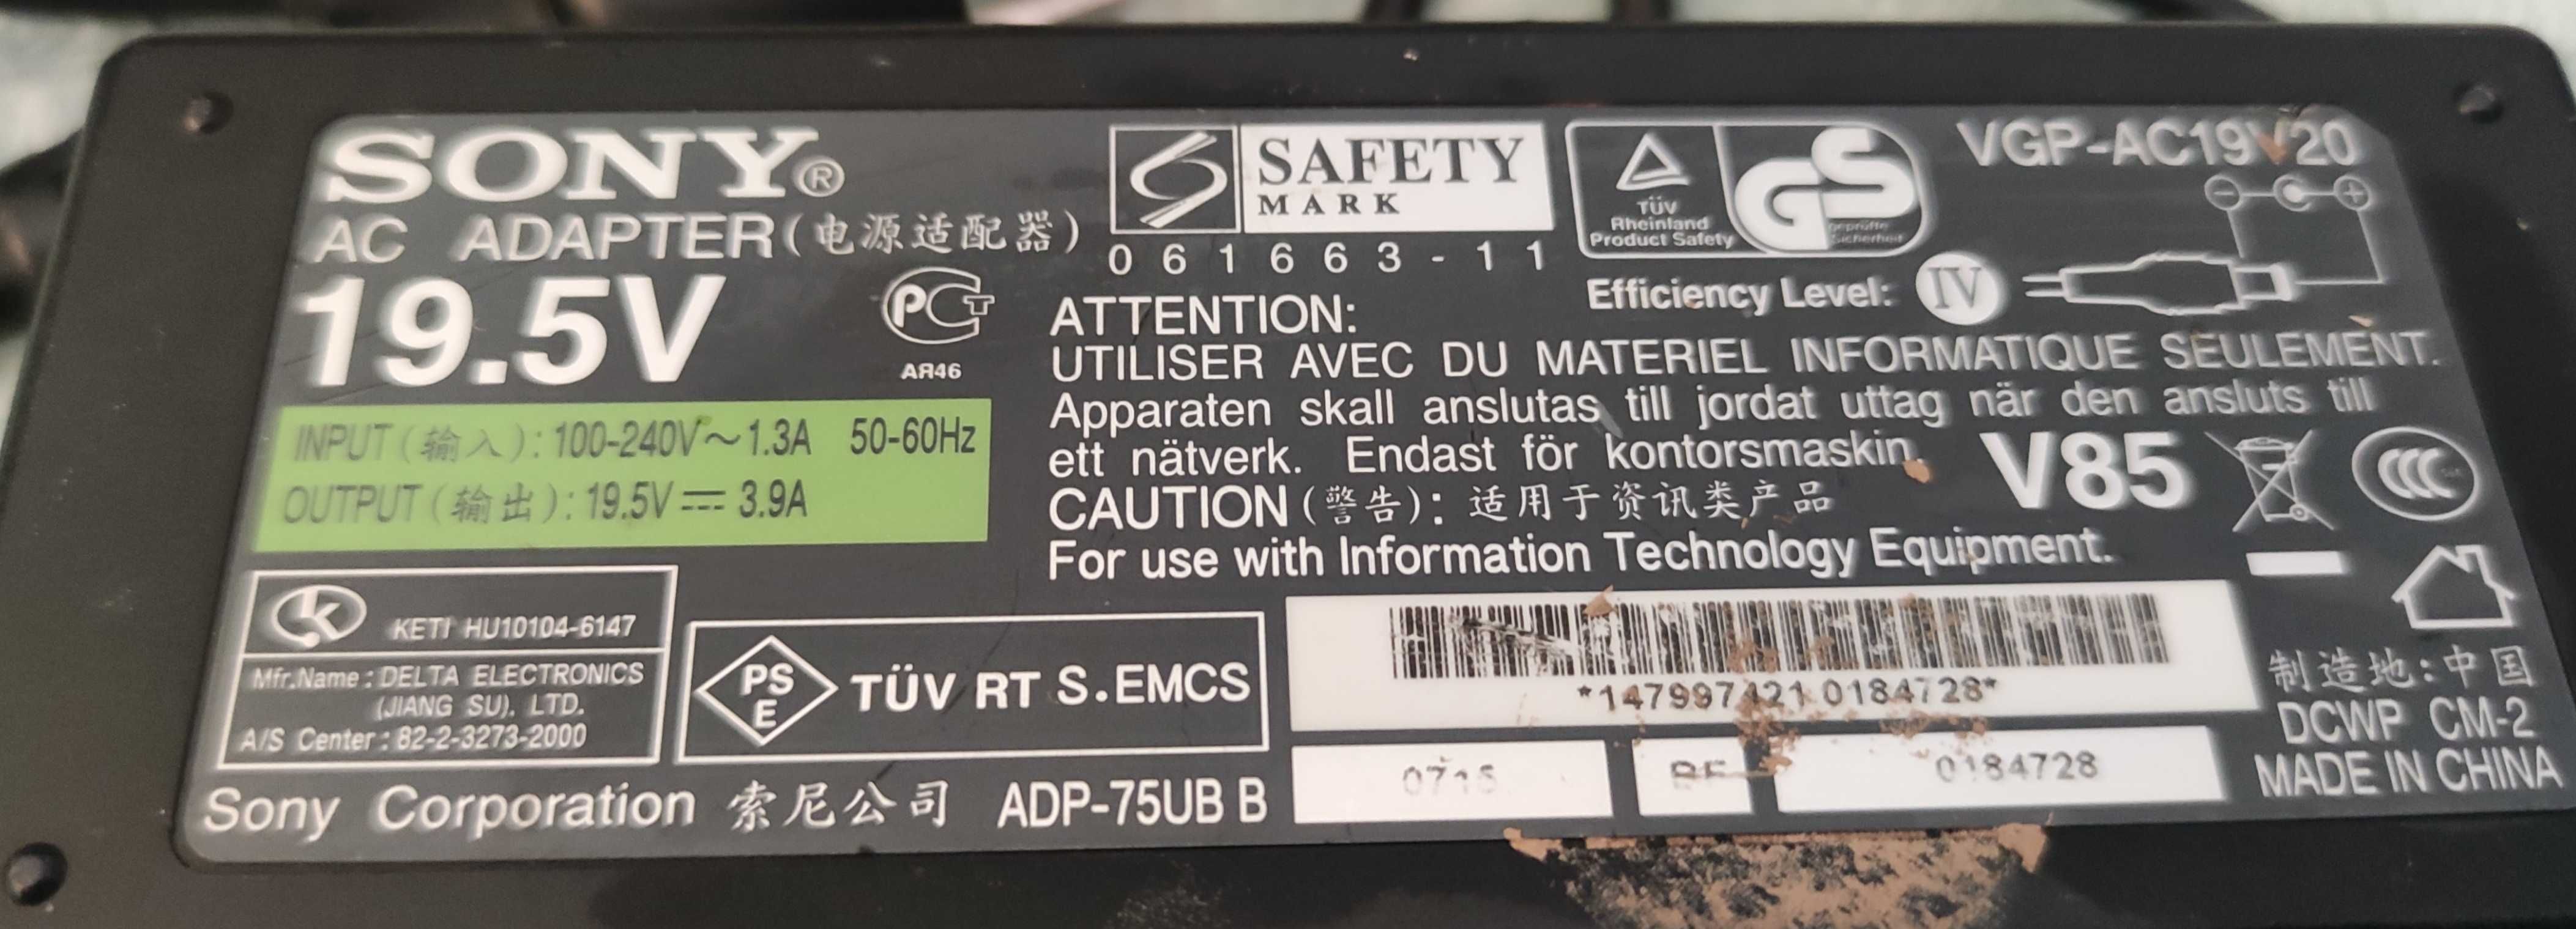 SONY®
AC ADAPTER(电源适配器)
19.5V
PCT
AR46
INPUT(输入): 100-240V～1.3A 50-60Hz
OUTPUT(输出): 19.5V⎓3.9A
KETI HU10104-6147
Mfr.Name : DELTA ELECTRONICS
(JIANG SU). LTD.
A/S Center : 82-2-3273-2000
Sony Corporation 索尼公司 ADP-75UB B
PS
E
TÜV RT S.EMCS
SAFETY
MARK
061663-11
TÜV
Rheinland
Product Safety
GS
geprüfte
Sicherheit
VGP-AC19V20
Efficiency Level: IV
ATTENTION:
UTILISER AVEC DU MATERIEL INFORMATIQUE SEULEMENT.
Apparaten skall anslutas till jordat uttag när den ansluts till
ett nätverk. Endast för kontorsmaskin.
CAUTION(警告): 适用于资讯类产品
For use with Information Technology Equipment.
V85
CCC
*147997421 0184728*
0715
0184728
制造地:中国
DCWP CM-2
MADE IN CHINA